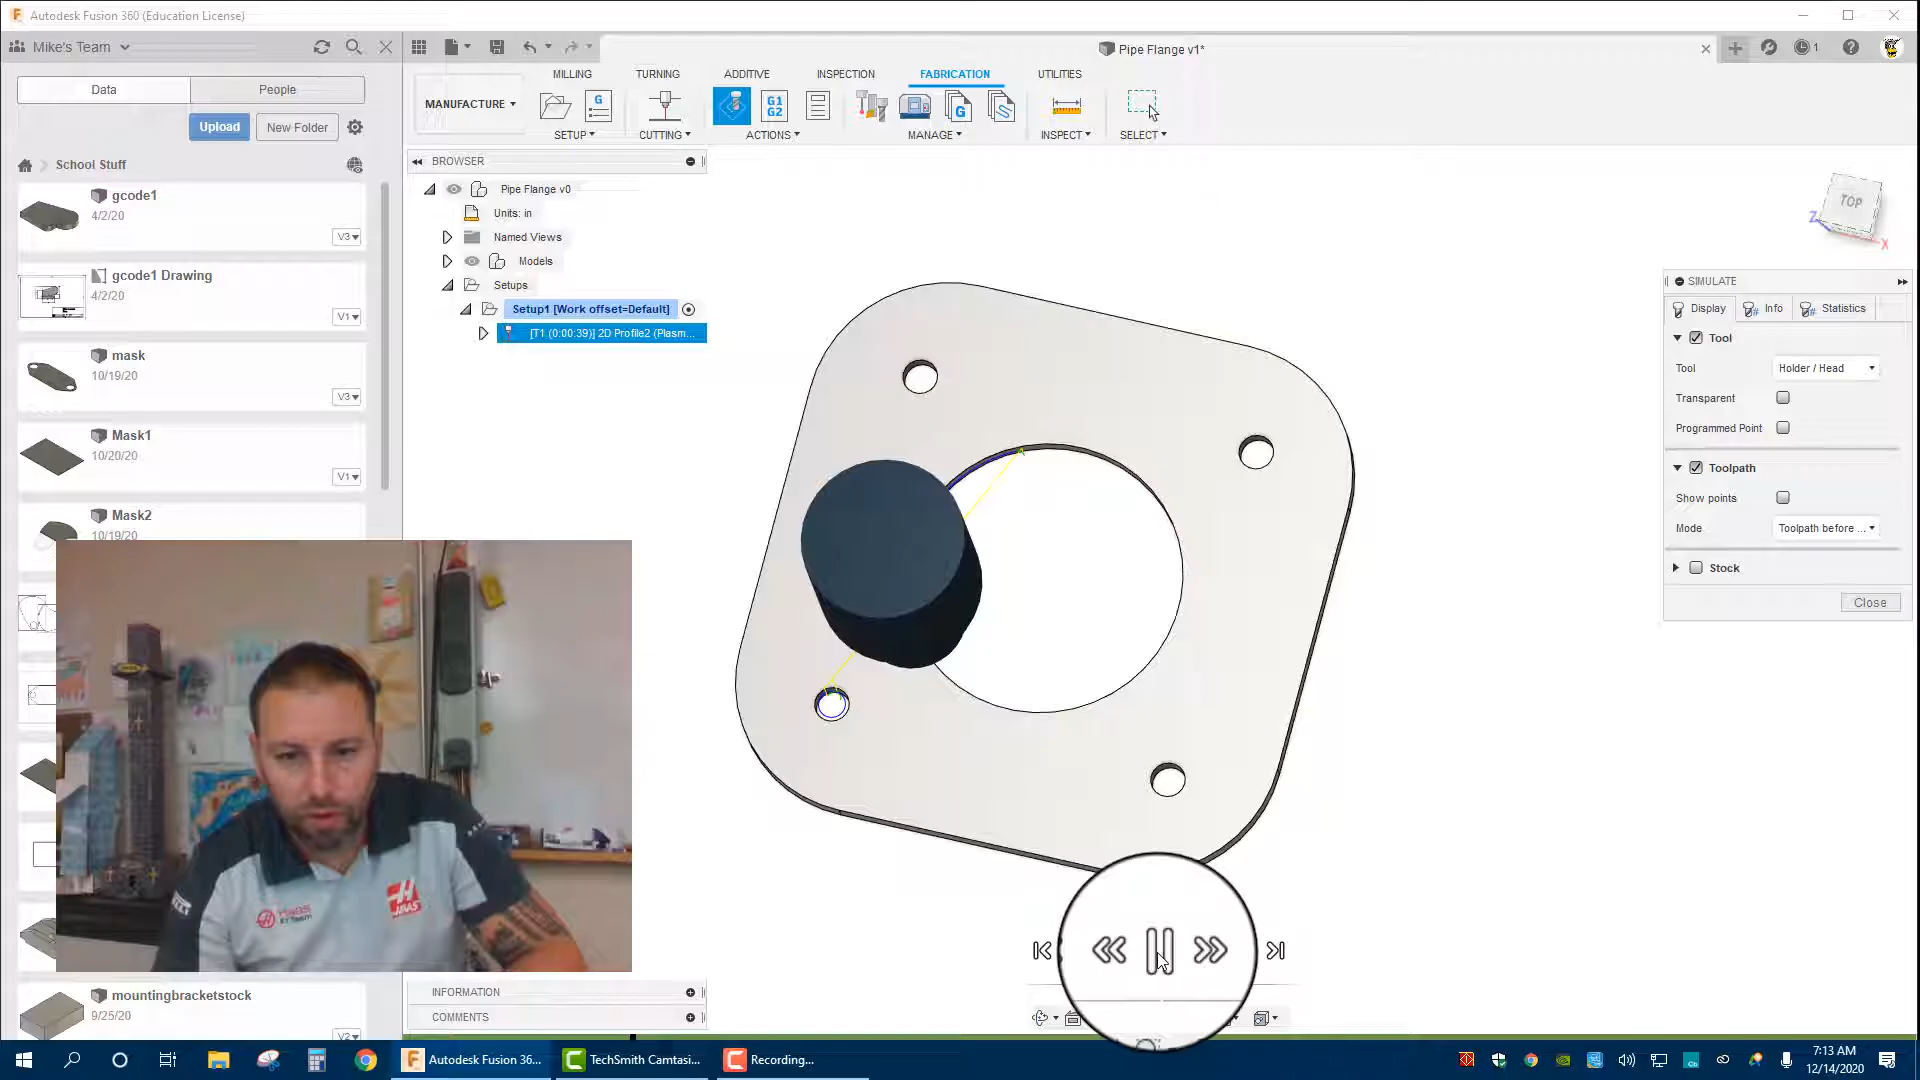 Autodesk Fusion 360 (Education License)
Mike's Team
Pipe Flange v1*
1
Data
People
MILLING
TURNING
ADDITIVE
INSPECTION
FABRICATION
UTILITIES
MANUFACTURE
G
G1
G2
G
Upload
New Folder
SETUP
CUTTING
ACTIONS
MANAGE
INSPECT
SELECT
School Stuff
BROWSER
Pipe Flange v0
Units: in
Named Views
Models
Setups
Setup1 [Work offset=Default]
[T1 (0:00:39)] 2D Profile2 (Plasm...
gcode1
4/2/20
V3
gcode1 Drawing
4/2/20
V1
mask
10/19/20
V3
Mask1
10/20/20
V1
Mask2
10/19/20
mountingbracketstock
9/25/20
V2
TOP
Z
X
SIMULATE
Display
Info
Statistics
Tool
Tool
Holder / Head
Transparent
Programmed Point
Toolpath
Show points
Mode
Toolpath before ...
Stock
Close
HAAS
INFORMATION
COMMENTS
Autodesk Fusion 360...
TechSmith Camtasi...
Recording...
7:13 AM
12/14/2020